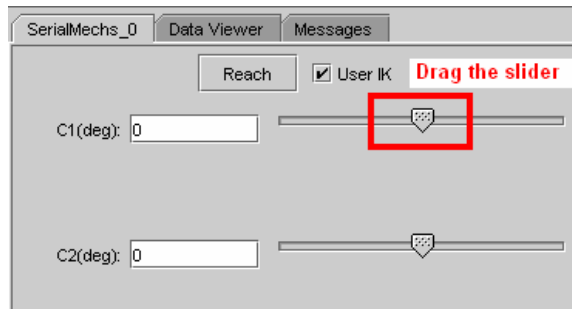 SerialMechs_0 Data Viewer Messages
Reach User IK Drag the slider
C1(deg): 0
C2(deg): 0